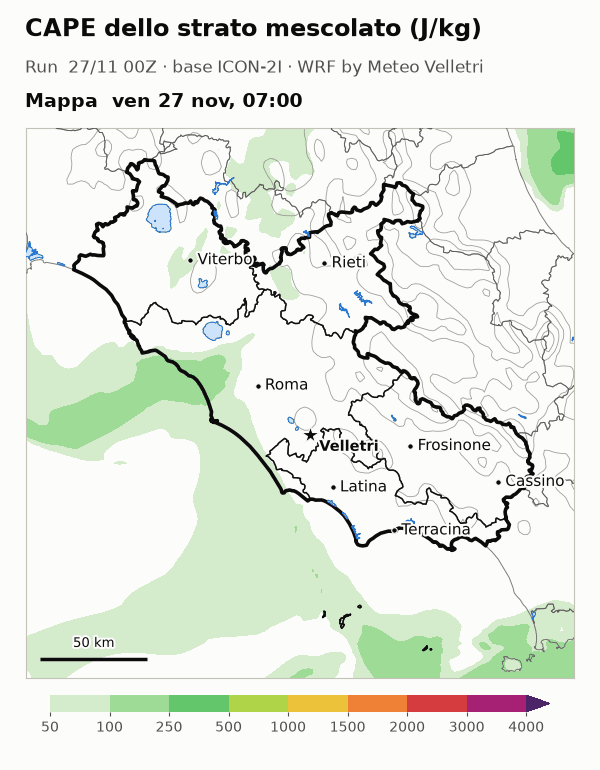 CAPE dello strato mescolato (J/kg)
Run  27/11 00Z · base ICON-2I · WRF by Meteo Velletri
Mappa  ven 27 nov, 07:00
Viterbo
Rieti
Roma
Velletri
Frosinone
Cassino
Latina
Terracina
50 km
50 100 250 500 1000 1500 2000 3000 4000